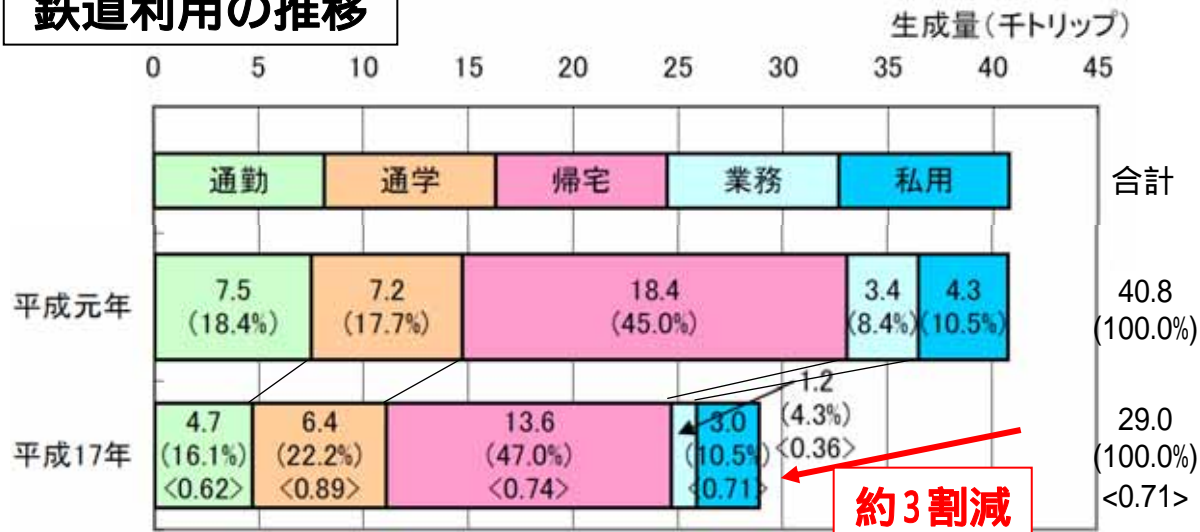 鉄道利用の推移
生成量(千トリップ)
0 5 10 15 20 25 30 35 40 45
通勤 通学 帰宅 業務 私用 合計
平成元年
7.5 7.2 18.4 3.4 4.3 40.8
(18.4%) (17.7%) (45.0%) (8.4%) (10.5%) (100.0%)
平成17年
4.7 6.4 13.6 1.2 3.0 29.0
(16.1%) (22.2%) (47.0%) (4.3%) (10.5%) (100.0%)
<0.62> <0.89> <0.74> <0.36> <0.71> <0.71>
約3割減